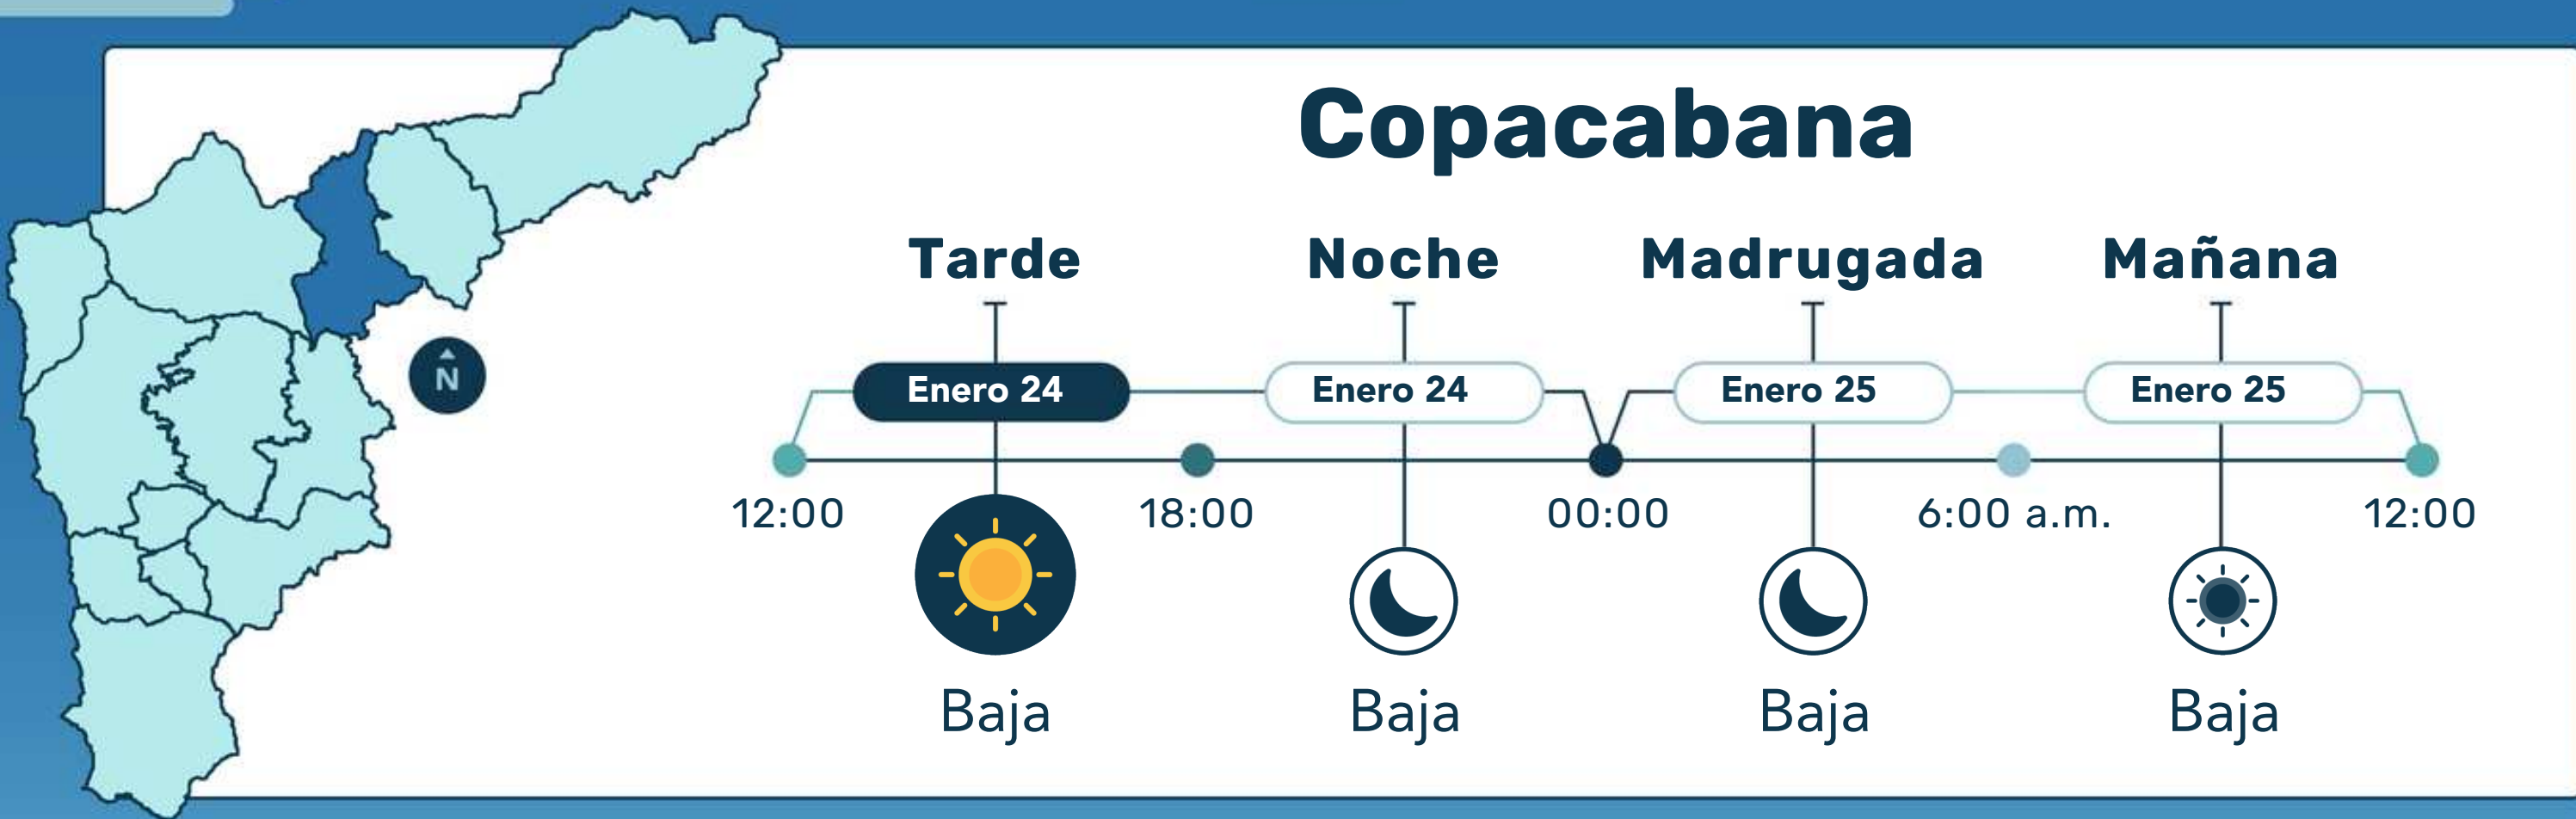 Copacabana
Tarde Noche Madrugada Mañana
N
Enero 24 Enero 24 Enero 25 Enero 25
12:00 18:00 00:00 6:00 a.m. 12:00
Baja Baja Baja Baja